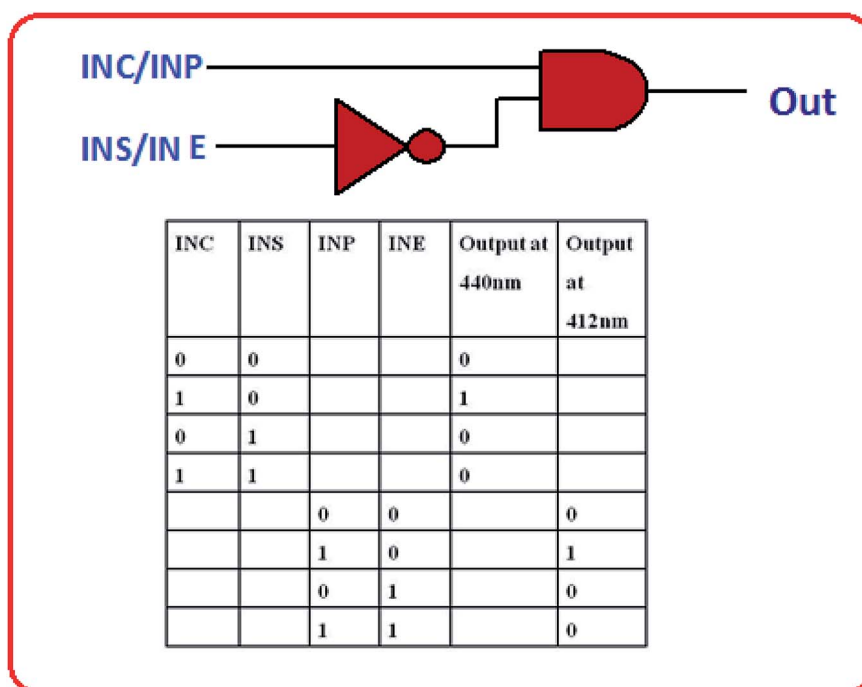 INC/INP
Out
INS/IN E
INC INS INP INE Output at 440nm Output at 412nm
0 0 0
1 0 1
0 1 0
1 1 0
0 0 0
1 0 1
0 1 0
1 1 0